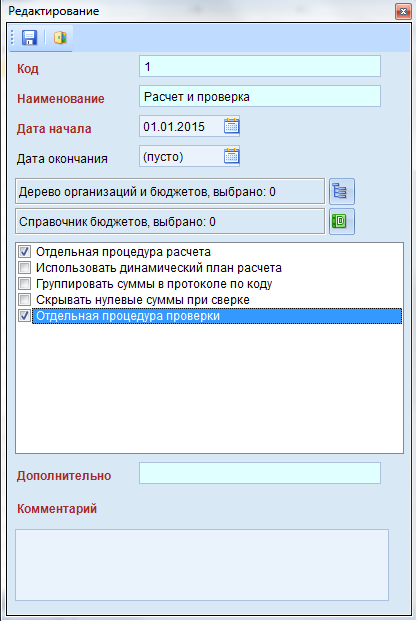 Редактирование
Код
1
Наименование
Расчет и проверка
Дата начала
01.01.2015
Дата окончания
(пусто)
Дерево организаций и бюджетов, выбрано: 0
Справочник бюджетов, выбрано: 0
Отдельная процедура расчета
Использовать динамический план расчета
Группировать суммы в протоколе по коду
Скрывать нулевые суммы при сверке
Отдельная процедура проверки
Дополнительно
Комментарий